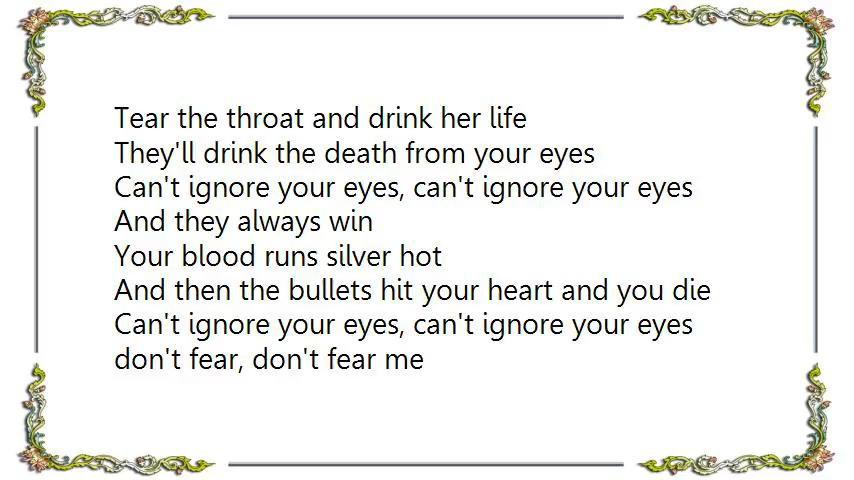 Tear the throat and drink her life
They'll drink the death from your eyes
Can't ignore your eyes, can't ignore your eyes
And they always win
Your blood runs silver hot
And then the bullets hit your heart and you die
Can't ignore your eyes, can't ignore your eyes
don't fear, don't fear me